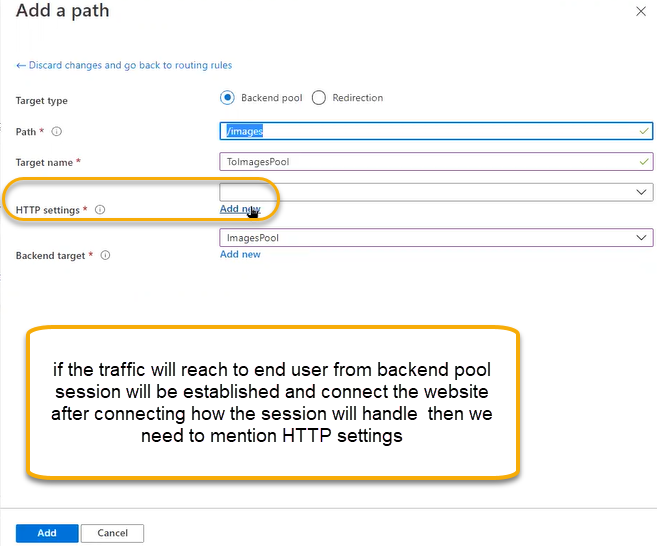 Add a path
← Discard changes and go back to routing rules
Target type
Backend pool
Redirection
Path *
/images
Target name *
ToImagesPool
HTTP settings *
Add new
ImagesPool
Backend target *
Add new
if the traffic will reach to end user from backend pool
session will be established and connect the website
after connecting how the session will handle then we
need to mention HTTP settings
Add
Cancel